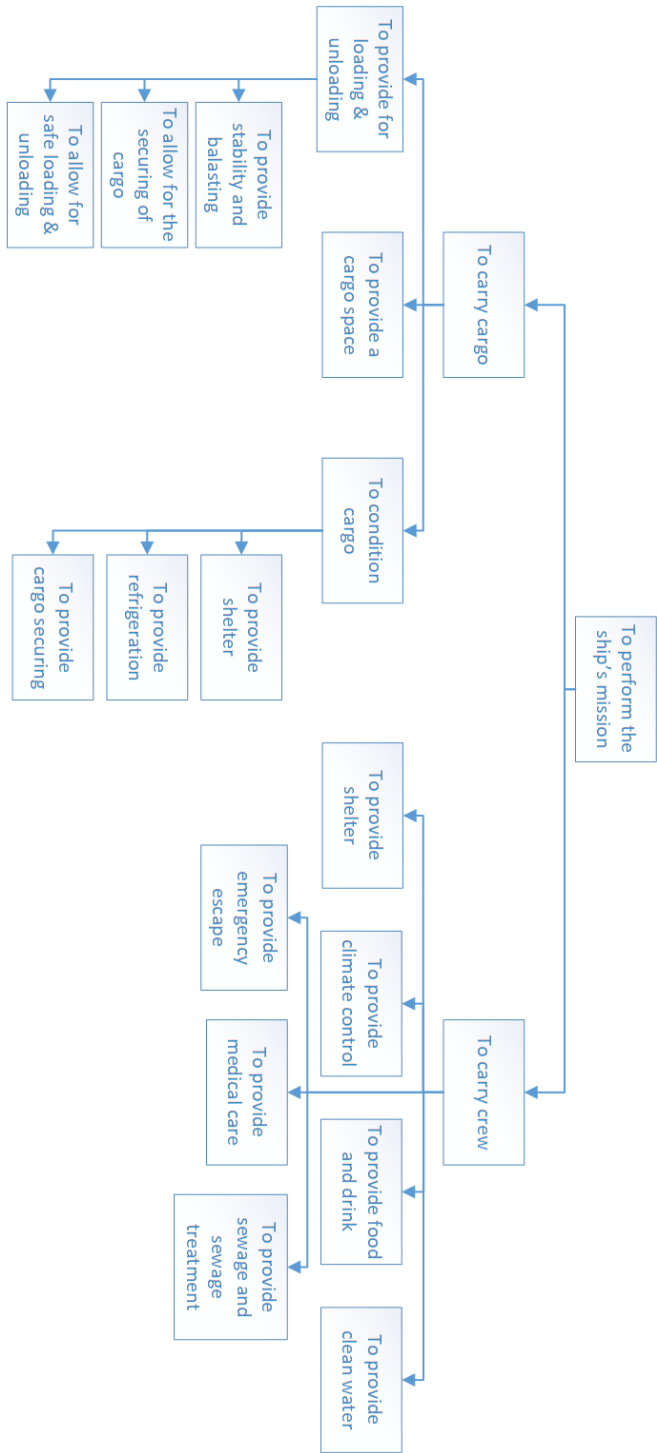 To perform the
ship's mission
To carry cargo
To carry crew
To provide for
loading &
unloading
To provide a
cargo space
To condition
cargo
To provide
shelter
To provide
climate control
To provide food
and drink
To provide
clean water
To provide
stability and
balasting
To allow for the
securing of
cargo
To allow for
safe loading &
unloading
To provide
shelter
To provide
refrigeration
To provide
cargo securing
To provide
emergency
escape
To provide
medical care
To provide
sewage and
sewage
treatment